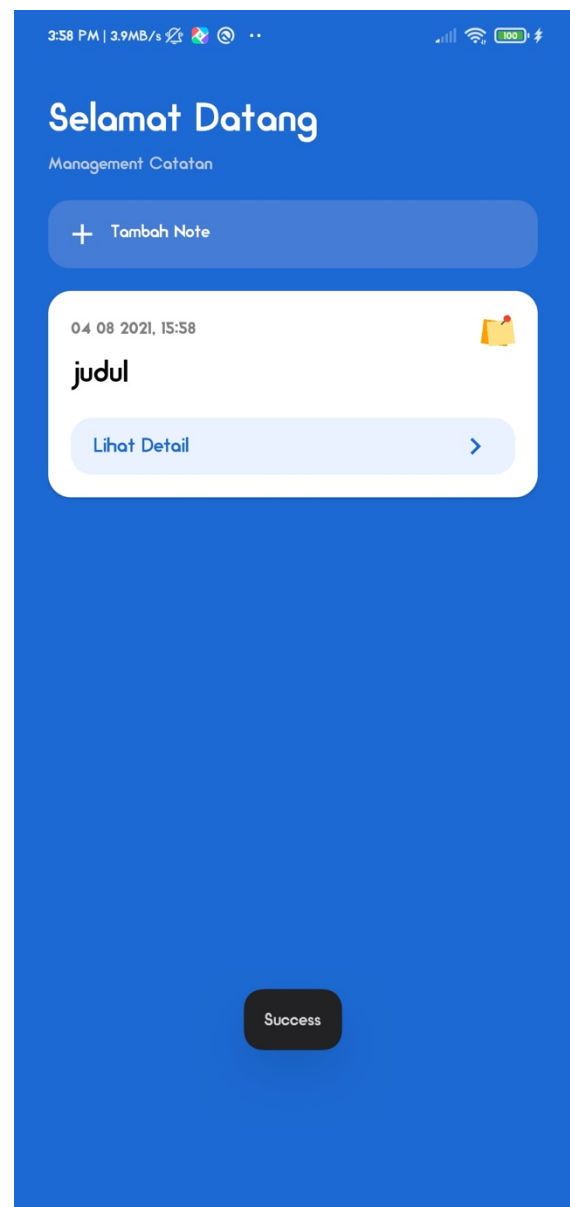 3:58 PM | 3.9MB/s
100
Selamat Datang
Management Catatan
+ Tambah Note
04 08 2021, 15:58
judul
Lihat Detail
Success